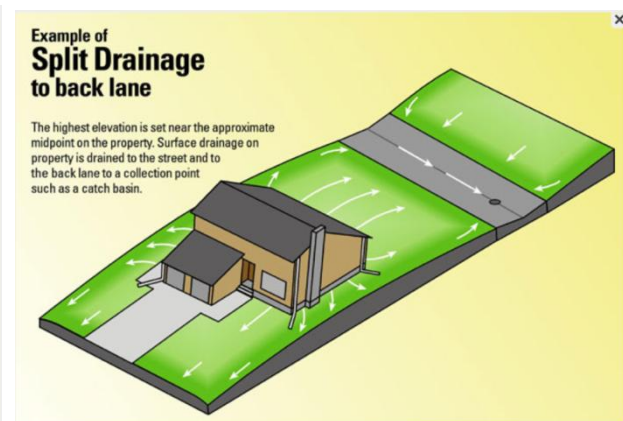 Example of
Split Drainage
to back lane
The highest elevation is set near the approximate
midpoint on the property. Surface drainage on
property is drained to the street and to
the back lane to a collection point
such as a catch basin.